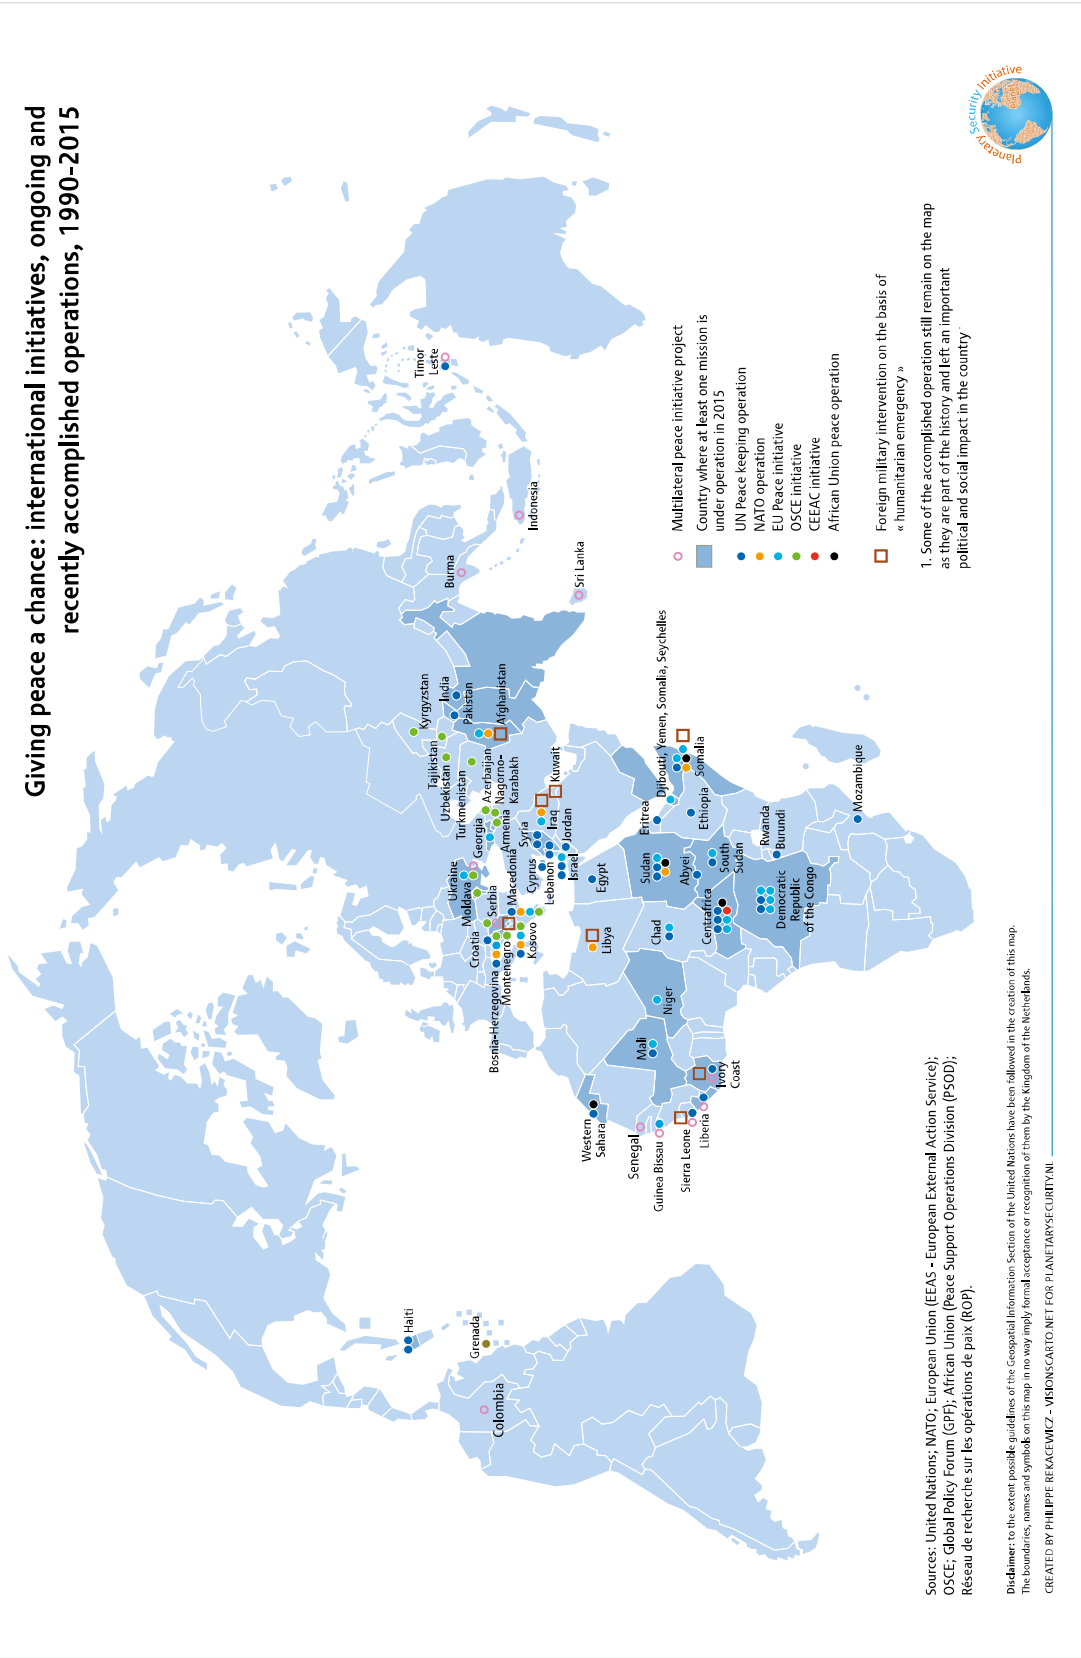 Giving peace a chance: international initiatives, ongoing and
recently accomplished operations, 1990-2015
Planetary Security Initiative
Timor
Leste
Indonesia
Burma
Sri Lanka
Kyrgyzstan
Tajikistan
Uzbekistan
Turkmenistan
India
Pakistan
Afghanistan
Azerbaijan
Nagorno-
Karabakh
Armenia
Georgia
Kuwait
Iraq
Syria
Jordan
Cyprus
Lebanon
Israel
Egypt
Ukraine
Moldava
Serbia
Macedonia
Croatia
Kosovo
Montenegro
Bosnia-Herzegovina
Libya
Djibouti, Yemen, Somalia, Seychelles
Somalia
Eritrea
Ethiopia
Sudan
Abyei
South
Sudan
Rwanda
Burundi
Mozambique
Democratic
Republic
of the Congo
Centrafrica
Chad
Niger
Mali
Ivory
Coast
Western
Sahara
Senegal
Guinea Bissau
Sierra Leone
Liberia
Haiti
Grenada
Colombia
Multilateral peace initiative project
Country where at least one mission is
under operation in 2015
UN Peace keeping operation
NATO operation
EU Peace initiative
OSCE initiative
CEEAC initiative
African Union peace operation
Foreign military intervention on the basis of
« humanitarian emergency »
1. Some of the accomplished operation still remain on the map
as they are part of the history and left an important
political and social impact in the country
Sources: United Nations; NATO; European Union (EEAS - European External Action Service);
OSCE; Global Policy Forum (GPF); African Union (Peace Support Operations Division (PSOD);
Réseau de recherche sur les opérations de paix (ROP).
Disclaimer: to the extent possible guidelines of the Geospatial Information Section of the United Nations have been followed in the creation of this map.
The boundaries, names and symbols on this map in no way imply formal acceptance or recognition of them by the Kingdom of the Netherlands.
CREATED BY PHILIPPE REKACEWICZ - VISIONSCARTO.NET FOR PLANETARYSECURITY.NL